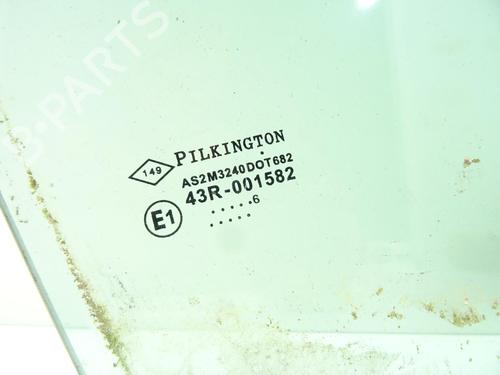 B-PARTS
149 PILKINGTON
AS2M3240DOT682
43R-001582
E1 .....6
.....